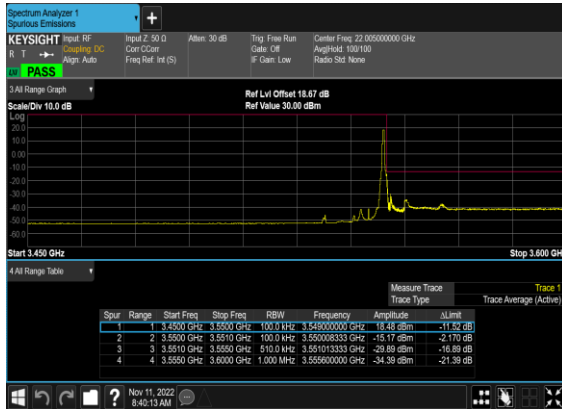 Spectrum Analyzer 1
Spurious Emissions
KEYSIGHT Input: RF Input Z: 50 Ω Atten: 30 dB Trig: Free Run Center Freq: 22.005000000 GHz
R T Coupling: DC Corr CCorr Gate: Off Avg|Hold: 100/100
Align: Auto Freq Ref: Int (S) IF Gain: Low Radio Std: None
PASS
3 All Range Graph Ref Lvl Offset 18.67 dB
Scale/Div 10.0 dB Ref Value 30.00 dBm
Log
20.0
10.0
0.00
-10.0
-20.0
-30.0
-40.0
-50.0
-60.0
Start 3.450 GHz Stop 3.600 GH
4 All Range Table
Measure Trace Trace 1
Trace Type Trace Average (Active)
Spur Range Start Freq Stop Freq RBW Frequency Amplitude ΔLimit
1 1 3.4500 GHz 3.5500 GHz 100.0 kHz 3.549000000 GHz 18.48 dBm -11.52 dB
2 2 3.5500 GHz 3.5510 GHz 100.0 kHz 3.550008333 GHz -15.17 dBm -2.170 dB
3 3 3.5510 GHz 3.5550 GHz 510.0 kHz 3.551013333 GHz -29.89 dBm -16.89 dB
4 4 3.5550 GHz 3.6000 GHz 1.000 MHz 3.555600000 GHz -34.39 dBm -21.39 dB
Nov 11, 2022
8:40:13 AM